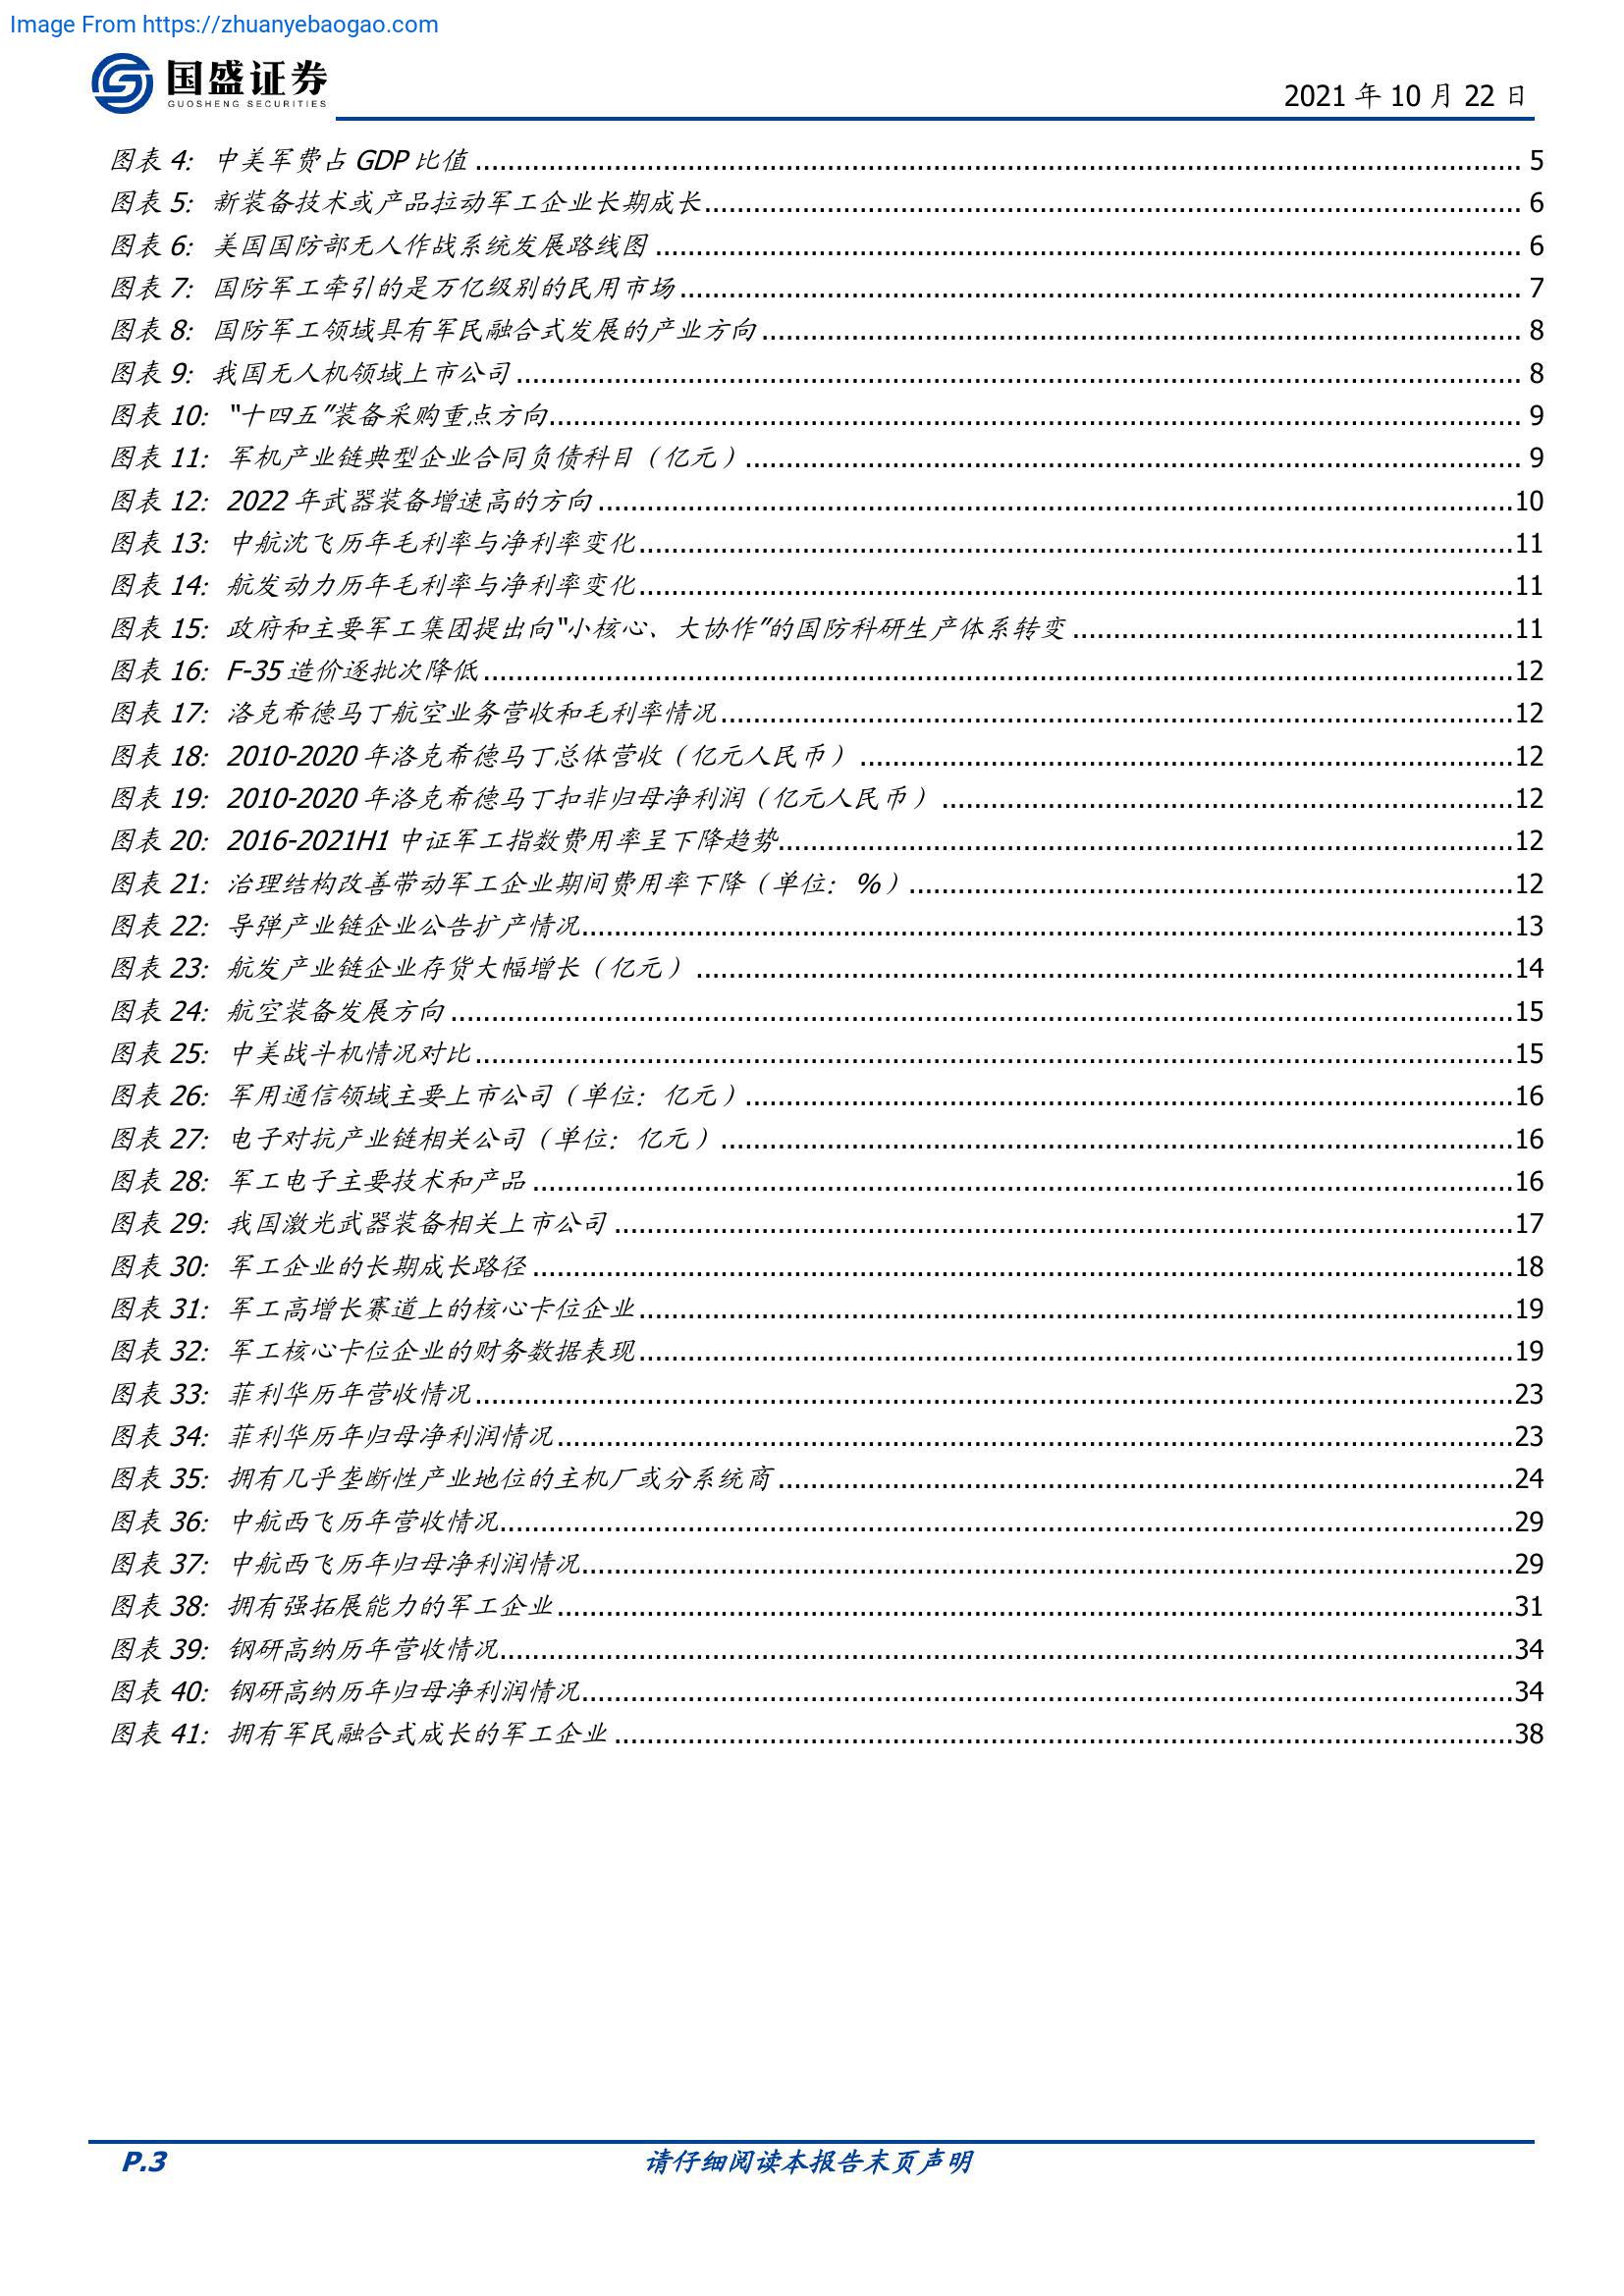 Image From https://zhuanyebaogao.com
国盛证券
GUOSHENG SECURITIES
2021 年 10 月 22 日
图表 4: 中美军费占 GDP 比值 5
图表 5: 新装备技术或产品拉动军工企业长期成长 6
图表 6: 美国国防部无人作战系统发展路线图 6
图表 7: 国防军工牵引的是万亿级别的民用市场 7
图表 8: 国防军工领域具有军民融合式发展的产业方向 8
图表 9: 我国无人机领域上市公司 8
图表 10: “十四五”装备采购重点方向 9
图表 11: 军机产业链典型企业合同负债科目（亿元） 9
图表 12: 2022 年武器装备增速高的方向 10
图表 13: 中航沈飞历年毛利率与净利率变化 11
图表 14: 航发动力历年毛利率与净利率变化 11
图表 15: 政府和主要军工集团提出向“小核心、大协作”的国防科研生产体系转变 11
图表 16: F-35 造价逐批次降低 12
图表 17: 洛克希德马丁航空业务营收和毛利率情况 12
图表 18: 2010-2020 年洛克希德马丁总体营收（亿元人民币） 12
图表 19: 2010-2020 年洛克希德马丁扣非归母净利润（亿元人民币） 12
图表 20: 2016-2021H1 中证军工指数费用率呈下降趋势 12
图表 21: 治理结构改善带动军工企业期间费用率下降（单位：%） 12
图表 22: 导弹产业链企业公告扩产情况 13
图表 23: 航发产业链企业存货大幅增长（亿元） 14
图表 24: 航空装备发展方向 15
图表 25: 中美战斗机情况对比 15
图表 26: 军用通信领域主要上市公司（单位：亿元） 16
图表 27: 电子对抗产业链相关公司（单位：亿元） 16
图表 28: 军工电子主要技术和产品 16
图表 29: 我国激光武器装备相关上市公司 17
图表 30: 军工企业的长期成长路径 18
图表 31: 军工高增长赛道上的核心卡位企业 19
图表 32: 军工核心卡位企业的财务数据表现 19
图表 33: 菲利华历年营收情况 23
图表 34: 菲利华历年归母净利润情况 23
图表 35: 拥有几乎垄断性产业地位的主机厂或分系统商 24
图表 36: 中航西飞历年营收情况 29
图表 37: 中航西飞历年归母净利润情况 29
图表 38: 拥有强拓展能力的军工企业 31
图表 39: 钢研高纳历年营收情况 34
图表 40: 钢研高纳历年归母净利润情况 34
图表 41: 拥有军民融合式成长的军工企业 38
P.3
请仔细阅读本报告末页声明